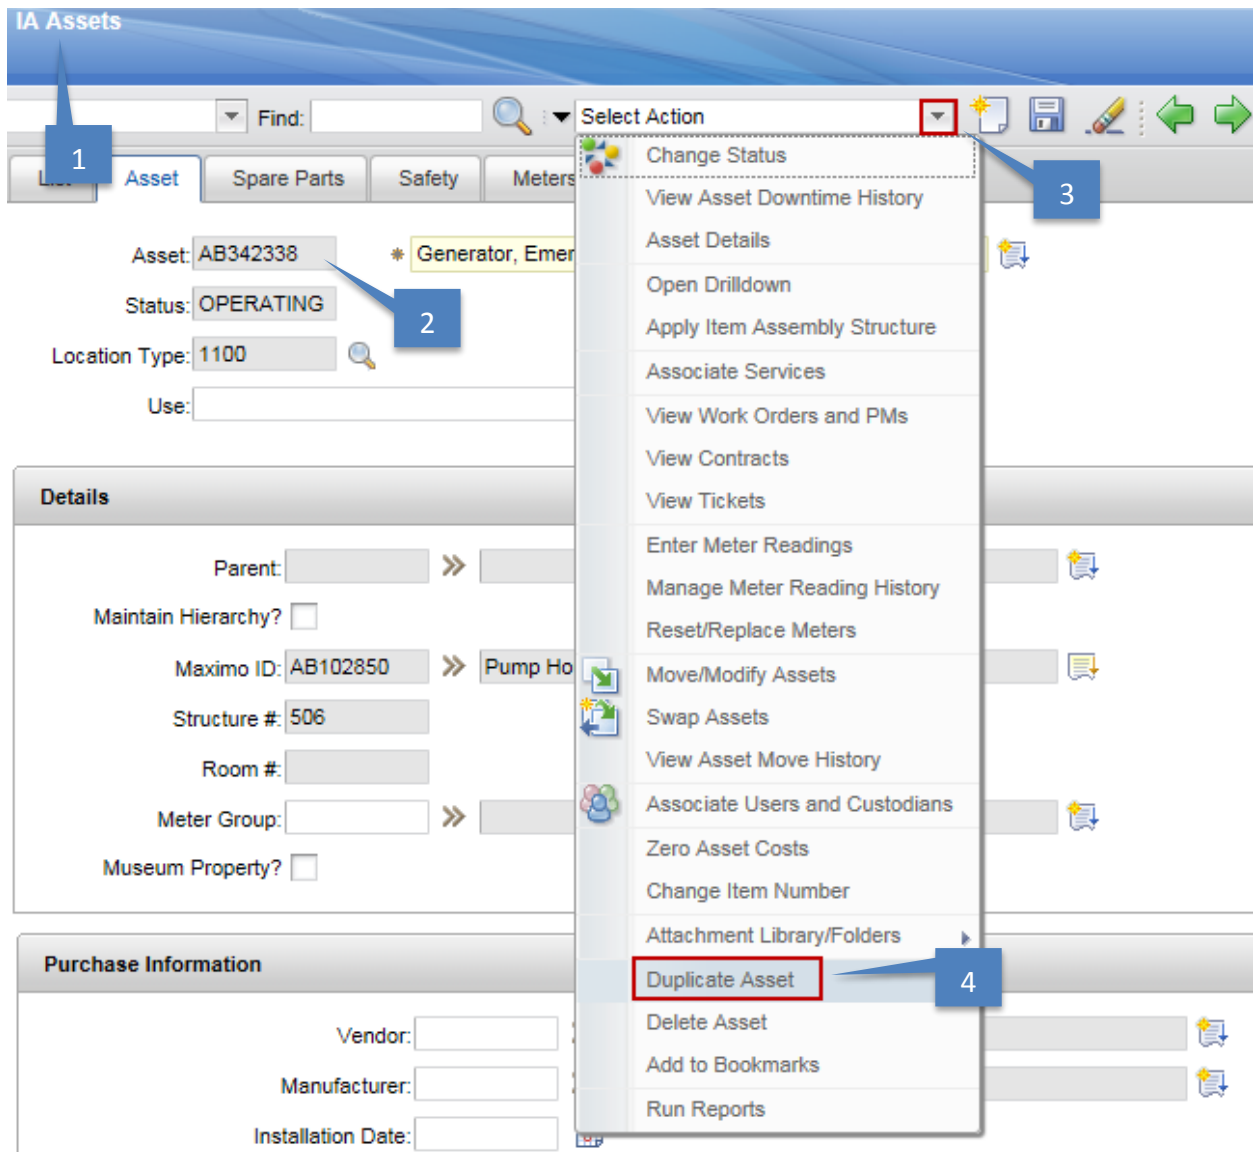 IA Assets
Find:
Select Action
1
List
Asset
Spare Parts
Safety
Meters
3
Change Status
View Asset Downtime History
Asset Details
Open Drilldown
Apply Item Assembly Structure
Associate Services
View Work Orders and PMs
View Contracts
View Tickets
Enter Meter Readings
Manage Meter Reading History
Reset/Replace Meters
Move/Modify Assets
Swap Assets
View Asset Move History
Associate Users and Custodians
Zero Asset Costs
Change Item Number
Attachment Library/Folders
Duplicate Asset
4
Delete Asset
Add to Bookmarks
Run Reports
Asset: AB342338
* Generator, Emer
Status: OPERATING
2
Location Type: 1100
Use:
Details
Parent:
Maintain Hierarchy?
Maximo ID: AB102850
Pump Ho
Structure #: 506
Room #:
Meter Group:
Museum Property?
Purchase Information
Vendor:
Manufacturer:
Installation Date: